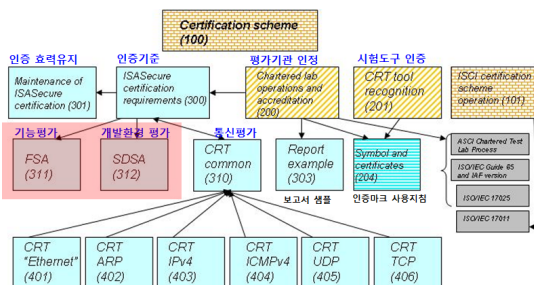 Certification scheme
(100)
인증 효력유지
인증기준
평가기관 인정
시험도구 인증
Maintenance of
ISASecure
certification (301)
ISASecure
certification
requirements (300)
Chartered lab
operations and
accreditation
(200)
CRT tool
recognition
(201)
ISCI certification
scheme
operation (101)
기능평가
개발환경 평가
통신평가
FSA
(311)
SDSA
(312)
CRT
common
(310)
Report
example
(303)
Symbol and
certificates
(204)
ASCI Chartered Test
Lab Process
ISO/IEC Guide 65
and IAF version
ISO/IEC 17025
ISO/IEC 17011
보고서 샘플
인증마크 사용지침
CRT
"Ethernet"
(401)
CRT
ARP
(402)
CRT
IPv4
(403)
CRT
ICMPv4
(404)
CRT
UDP
(405)
CRT
TCP
(406)